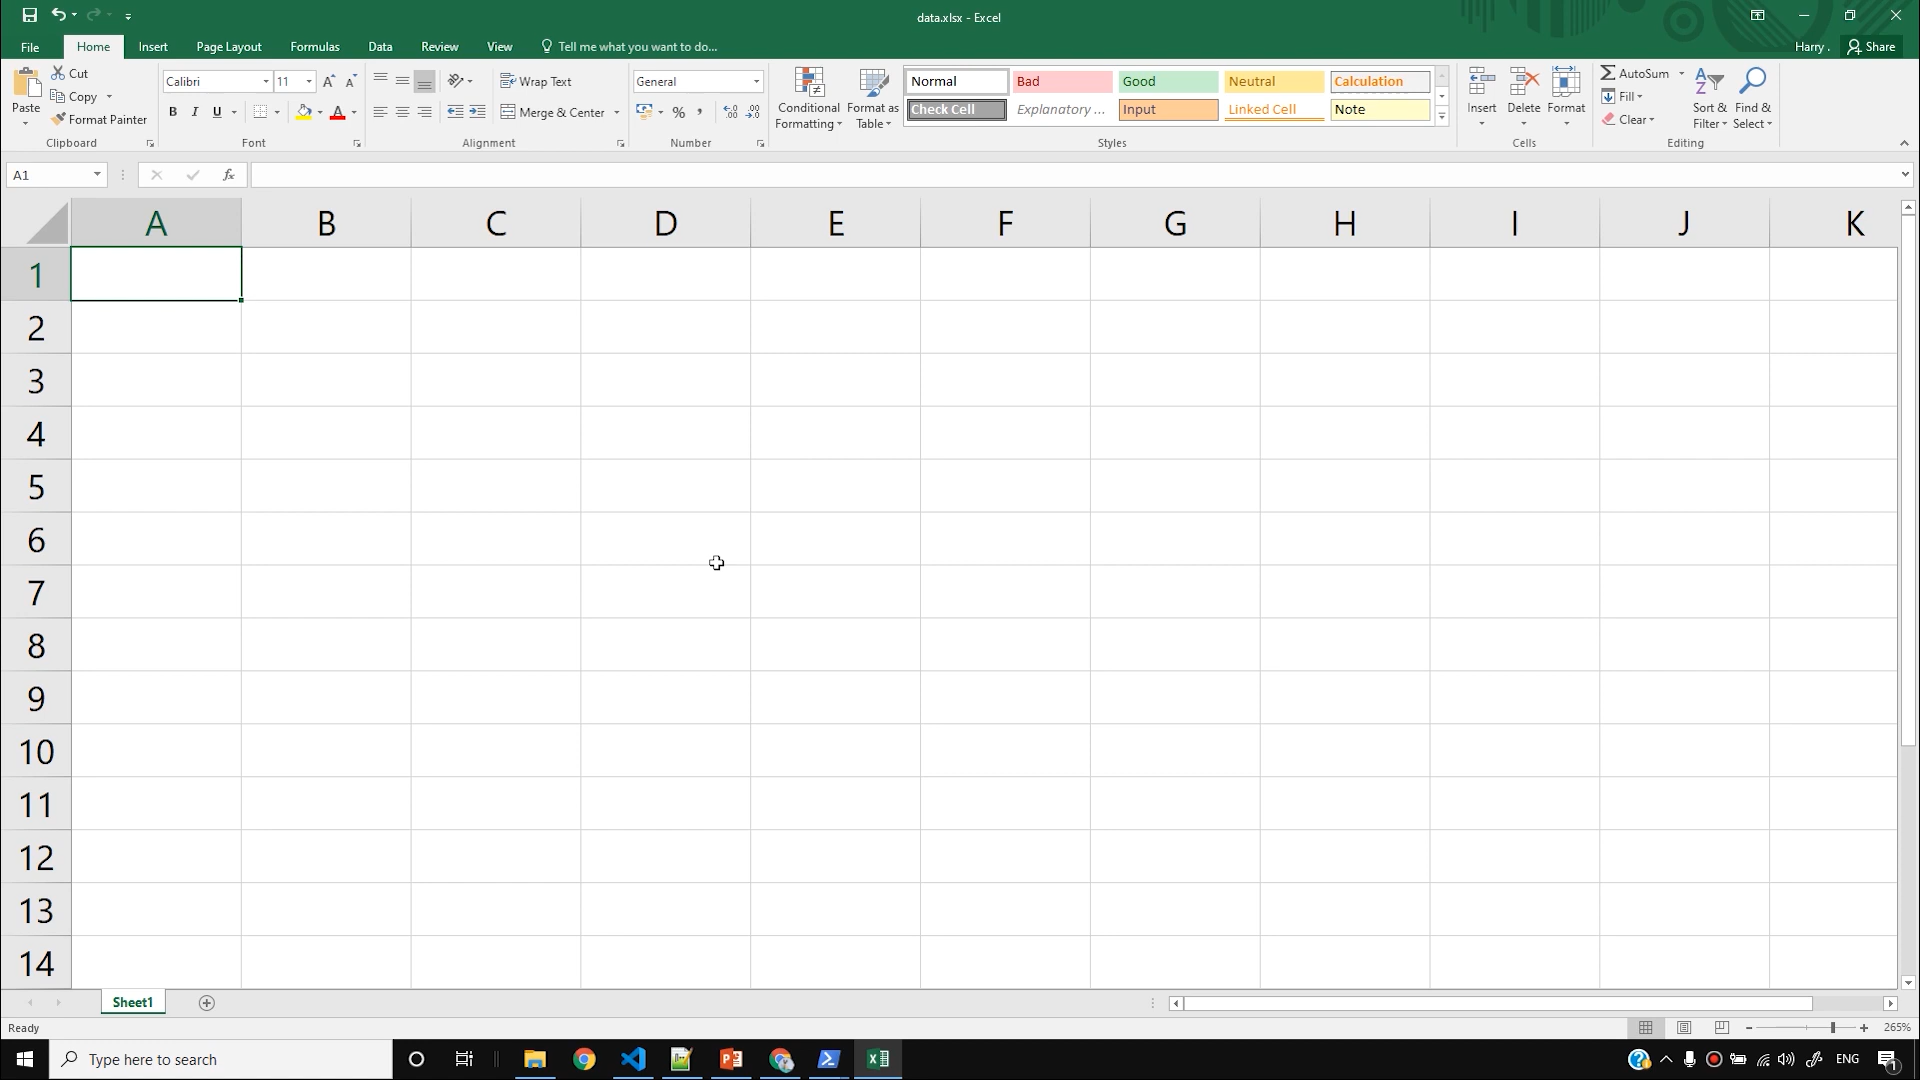 data.xlsx - Excel
File Home Insert Page Layout Formulas Data Review View Tell me what you want to do... Harry . Share
Paste Cut Copy Format Painter Clipboard
Calibri 11 B I U Font
Wrap Text Merge & Center Alignment
General % Number
Conditional Formatting Format as Table
Normal Bad Good Neutral Calculation
Check Cell Explanatory ... Input Linked Cell Note
Styles
Insert Delete Format Cells
AutoSum Fill Clear Sort & Filter Find & Select Editing
A1 fx
A B C D E F G H I J K
1
2
3
4
5
6
7
8
9
10
11
12
13
14
Sheet1
Ready 265%
Type here to search ENG 1